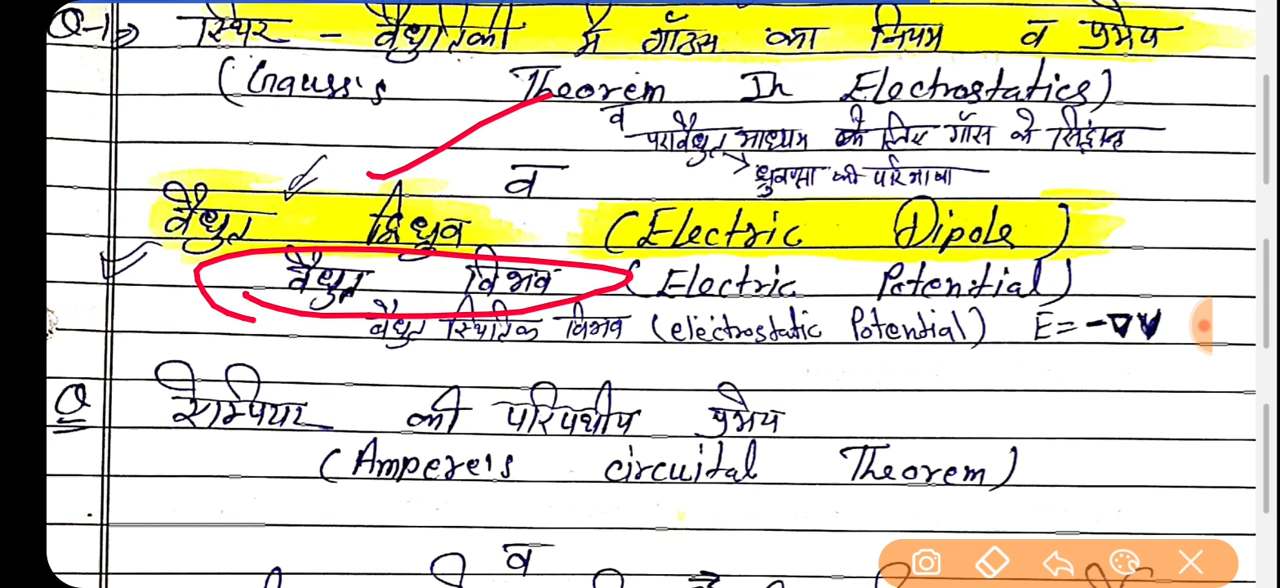 Q-1⇒ स्थिर - वैधुतिकी में गॉउस का नियम व प्रमेय
(Gauss's Theorem In Electrostatics)
व
परावैधुत माध्यम के लिए गॉस के सिद्धान्त
→ ध्रुवणता की परिभाषा
व
वैधुत द्विध्रुव (Electric Dipole)
वैधुत विभव (Electric Potential)
वैधुत स्थितिक विभव (electrostatic Potential) E = -∇V
Q ऐम्पियर की परिपथीय प्रमेय
(Ampere's circuital Theorem)
व